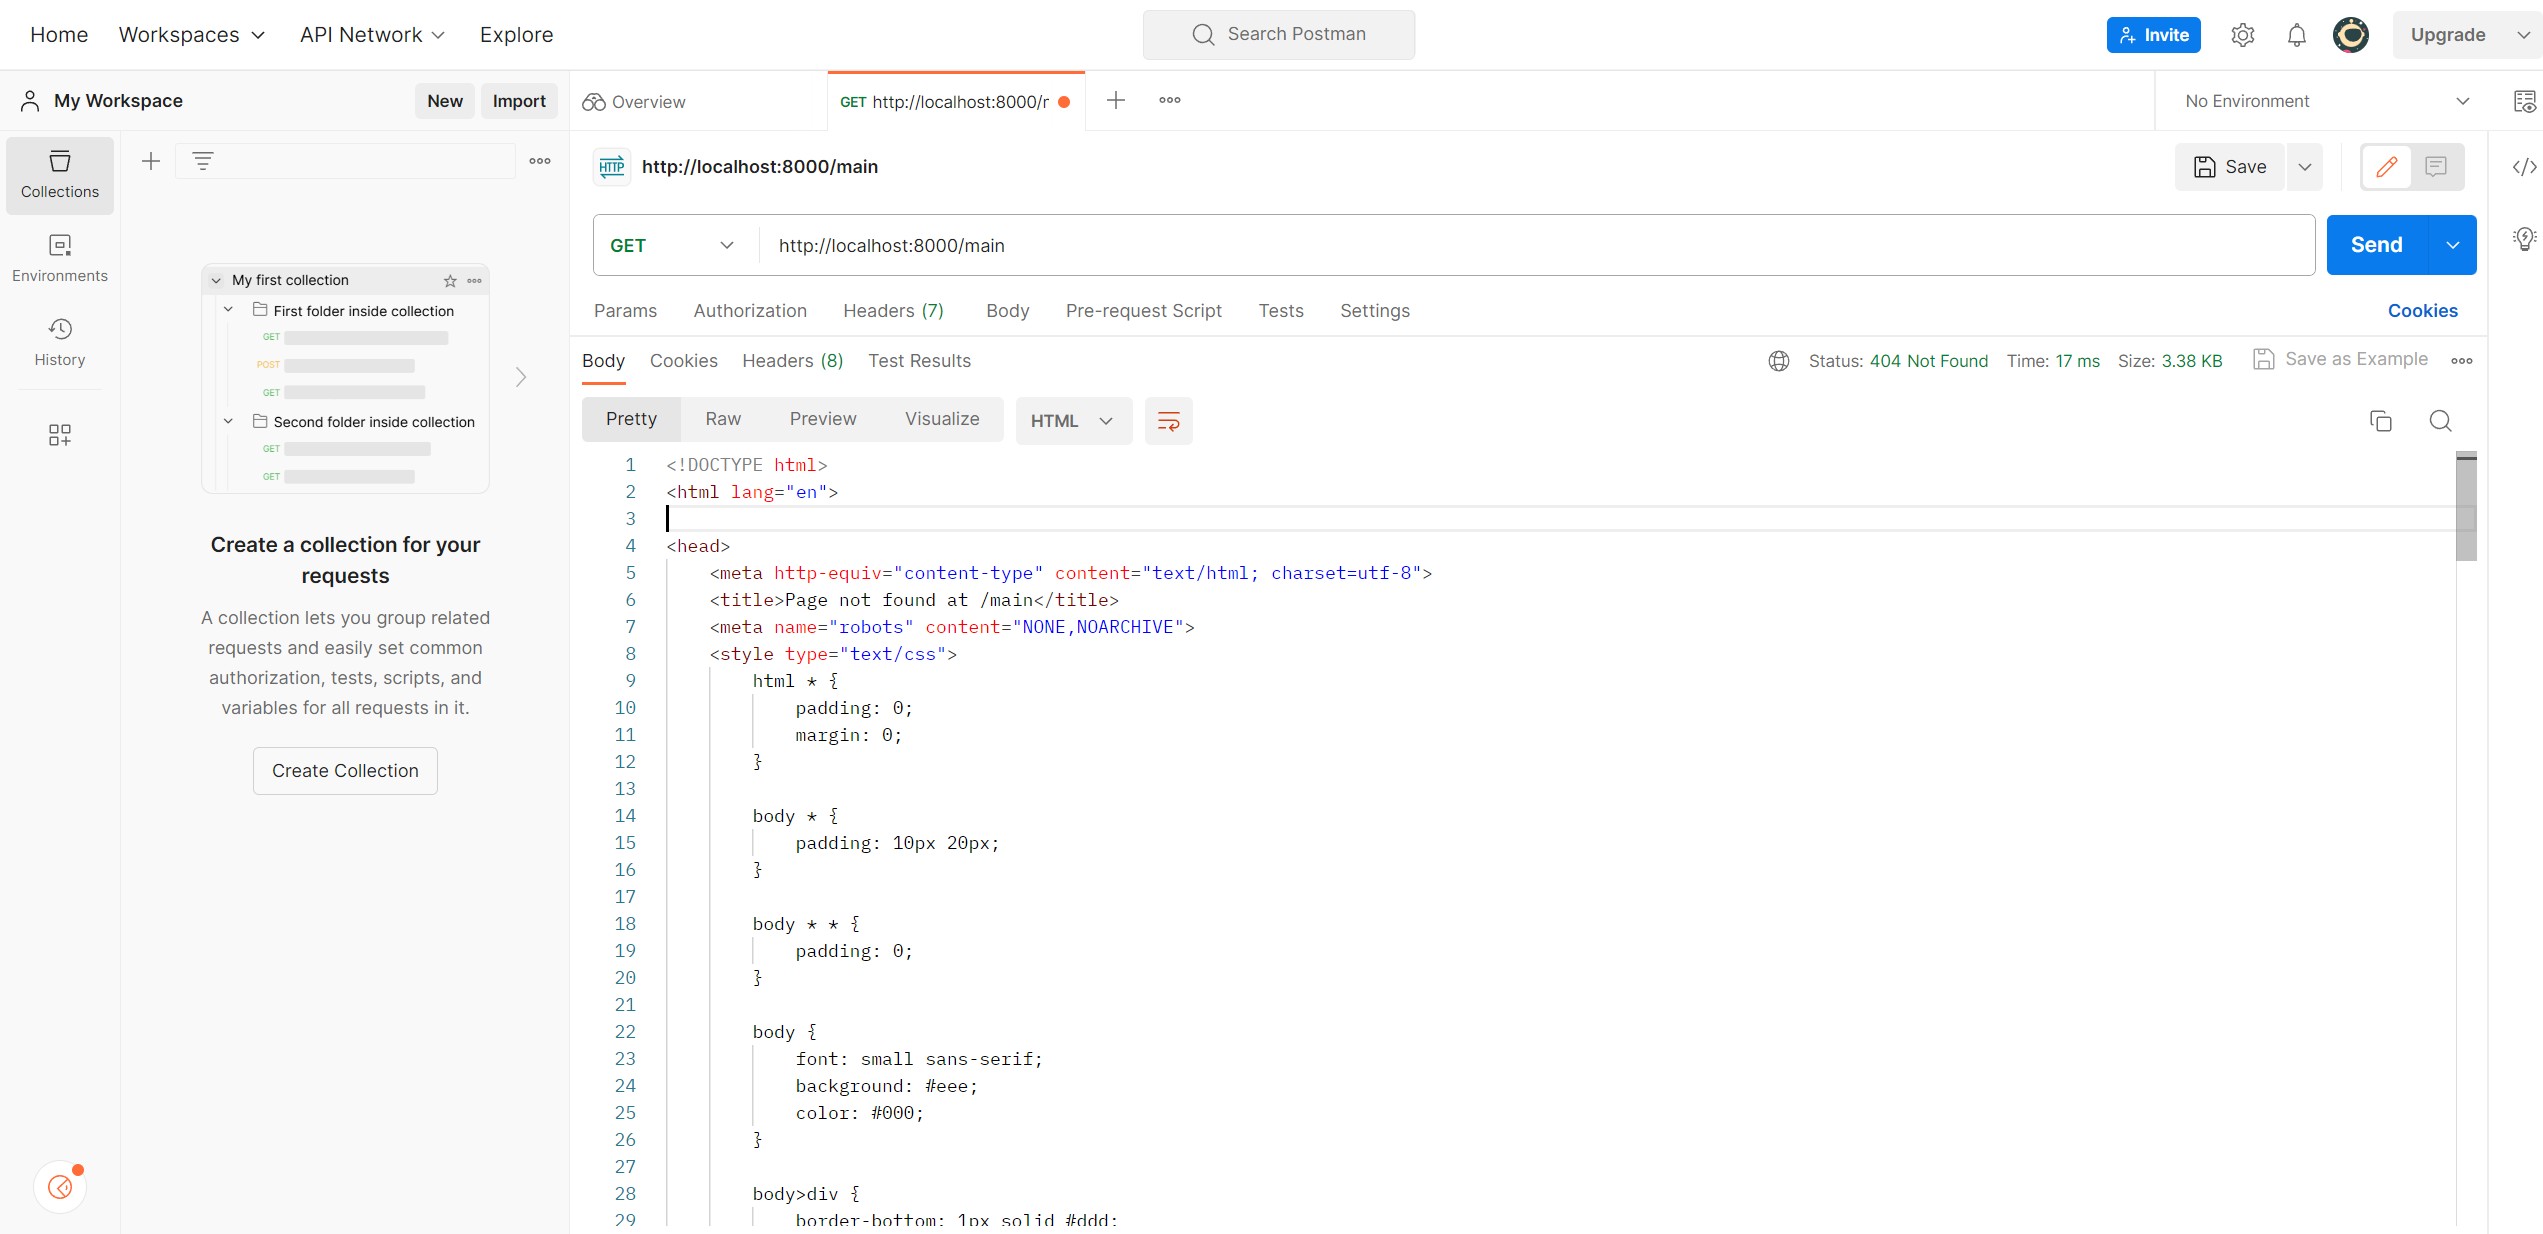 Home Workspaces API Network Explore Search Postman Invite Upgrade
My Workspace New Import Overview GET http://localhost:8000/r No Environment
Collections
Environments
History
My first collection
First folder inside collection
GET
POST
GET
Second folder inside collection
GET
GET
Create a collection for your
requests
A collection lets you group related
requests and easily set common
authorization, tests, scripts, and
variables for all requests in it.
Create Collection
HTTP http://localhost:8000/main Save
GET http://localhost:8000/main Send
Params Authorization Headers (7) Body Pre-request Script Tests Settings Cookies
Body Cookies Headers (8) Test Results Status: 404 Not Found Time: 17 ms Size: 3.38 KB Save as Example
Pretty Raw Preview Visualize HTML
1 <!DOCTYPE html>
2 <html lang="en">
3
4 <head>
5 <meta http-equiv="content-type" content="text/html; charset=utf-8">
6 <title>Page not found at /main</title>
7 <meta name="robots" content="NONE,NOARCHIVE">
8 <style type="text/css">
9 html * {
10 padding: 0;
11 margin: 0;
12 }
13
14 body * {
15 padding: 10px 20px;
16 }
17
18 body * * {
19 padding: 0;
20 }
21
22 body {
23 font: small sans-serif;
24 background: #eee;
25 color: #000;
26 }
27
28 body>div {
29 border-bottom: 1px solid #ddd;